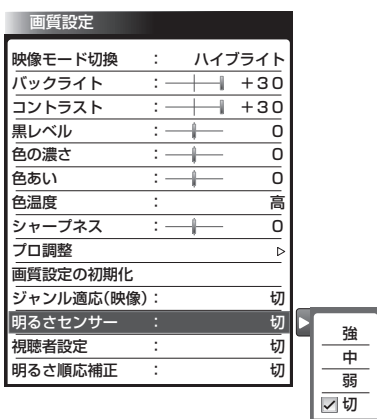 画質設定
映像モード切換 : ハイブライト
バックライト : +30
コントラスト : +30
黒レベル : 0
色の濃さ : 0
色あい : 0
色温度 : 高
シャープネス : 0
プロ調整
画質設定の初期化
ジャンル適応(映像) : 切
明るさセンサー : 切
視聴者設定 : 切
明るさ順応補正 : 切
強
中
弱
切